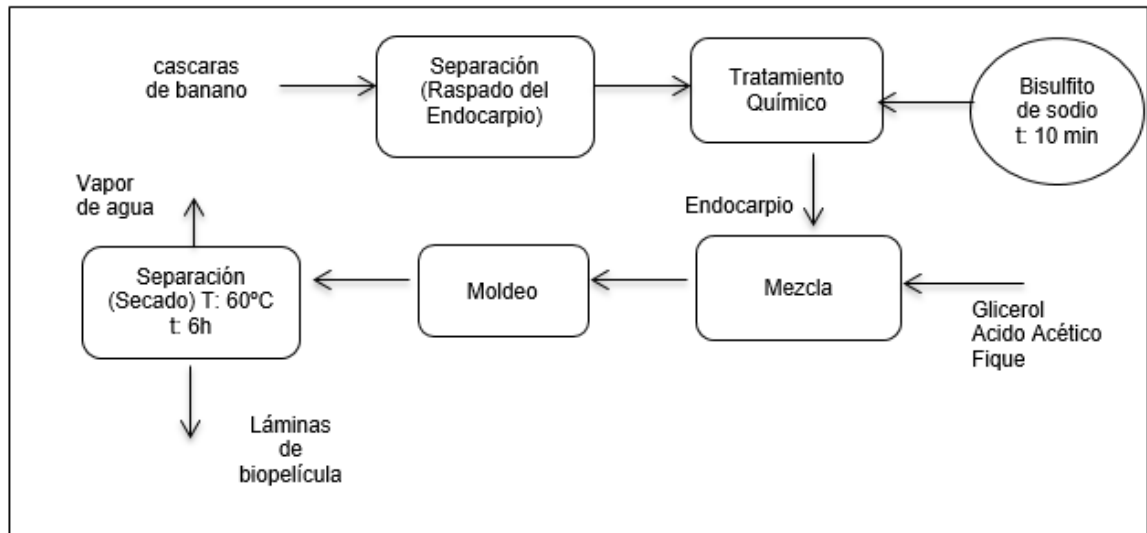 cascaras
de banano
Separación
(Raspado del
Endocarpio)
Tratamiento
Químico
Bisulfito
de sodio
t: 10 min
Endocarpio
Mezcla
Glicerol
Acido Acético
Fique
Moldeo
Separación
(Secado) T: 60ºC
t: 6h
Vapor
de agua
Láminas
de
biopelícula